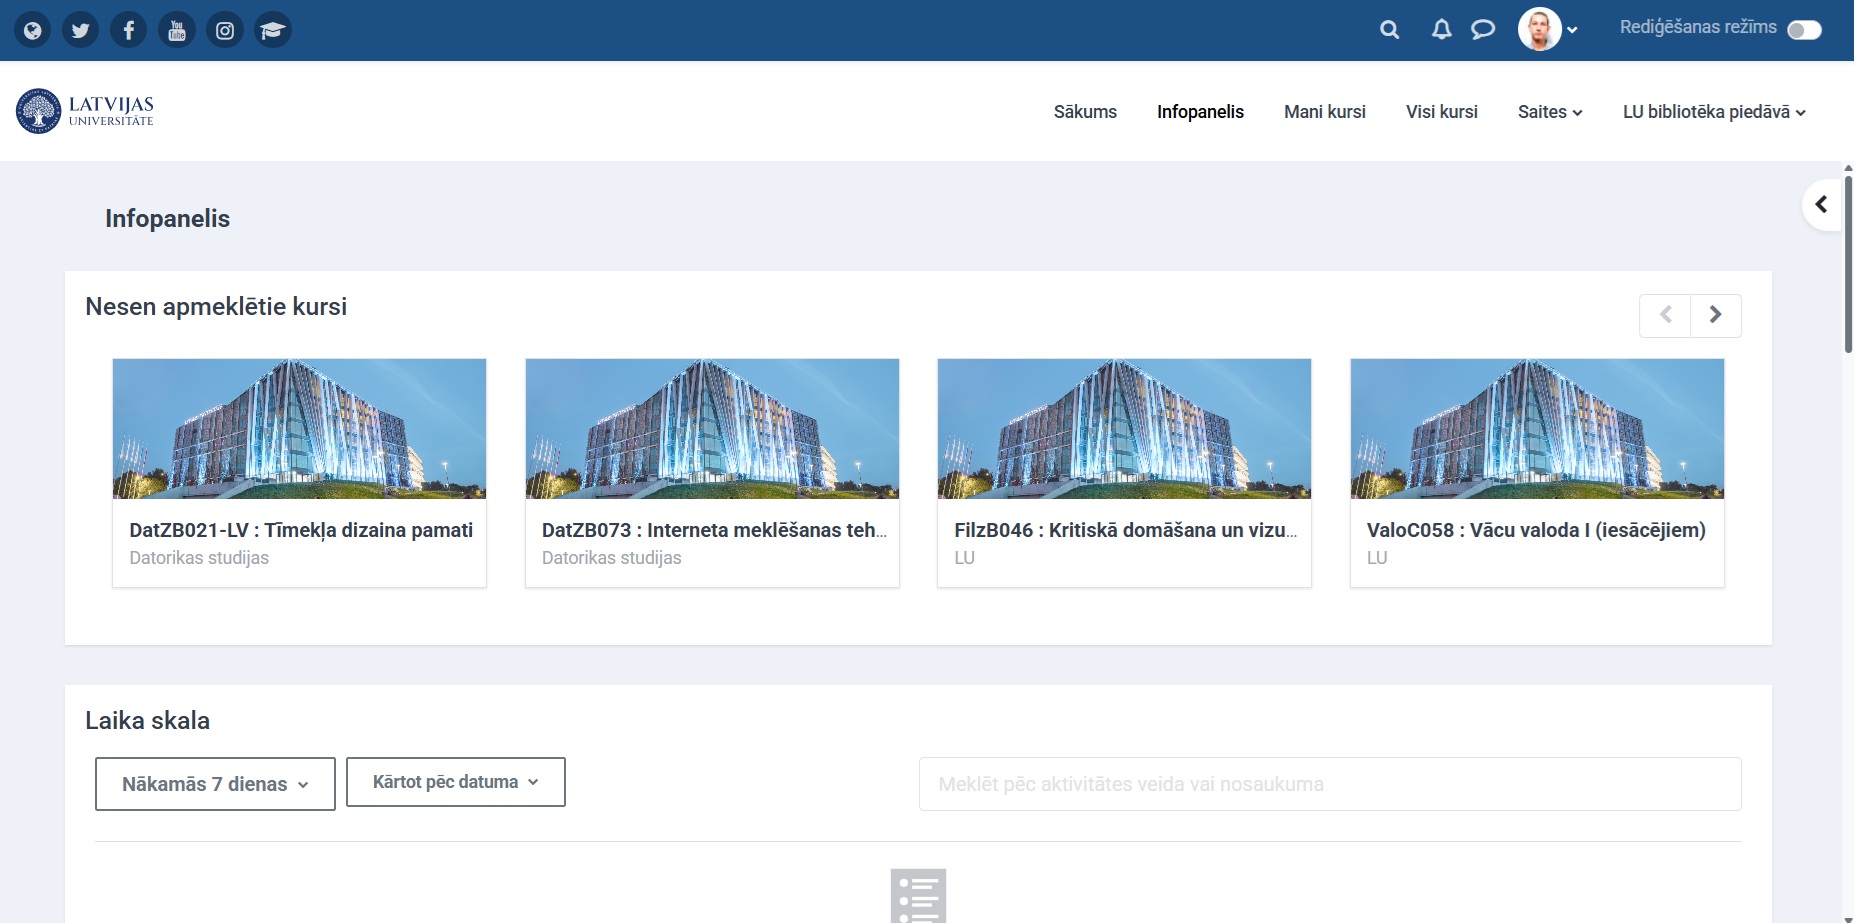 You
Tube
Rediģēšanas režīms
LATVIJAS
UNIVERSITĀTE
Sākums
Infopanelis
Mani kursi
Visi kursi
Saites
LU bibliotēka piedāvā
Infopanelis
Nesen apmeklētie kursi
DatZB021-LV : Tīmekļa dizaina pamati
Datorikas studijas
DatZB073 : Interneta meklēšanas teh...
Datorikas studijas
FilzB046 : Kritiskā domāšana un vizu...
LU
ValoC058 : Vācu valoda I (iesācējiem)
LU
Laika skala
Nākamās 7 dienas
Kārtot pēc datuma
Meklēt pēc aktivitātes veida vai nosaukuma